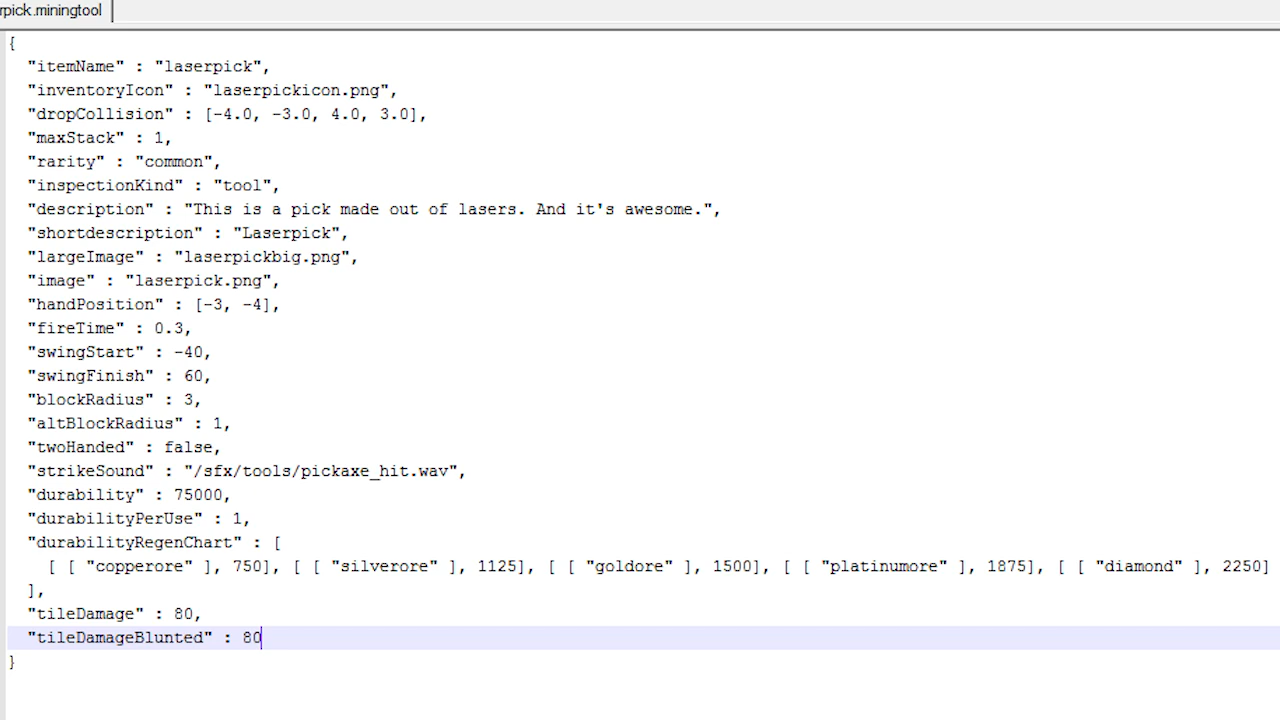 rpick.miningtool
{
"itemName" : "laserpick",
"inventoryIcon" : "laserpickicon.png",
"dropCollision" : [-4.0, -3.0, 4.0, 3.0],
"maxStack" : 1,
"rarity" : "common",
"inspectionKind" : "tool",
"description" : "This is a pick made out of lasers. And it's awesome.",
"shortdescription" : "Laserpick",
"largeImage" : "laserpickbig.png",
"image" : "laserpick.png",
"handPosition" : [-3, -4],
"fireTime" : 0.3,
"swingStart" : -40,
"swingFinish" : 60,
"blockRadius" : 3,
"altBlockRadius" : 1,
"twoHanded" : false,
"strikeSound" : "/sfx/tools/pickaxe_hit.wav",
"durability" : 75000,
"durabilityPerUse" : 1,
"durabilityRegenChart" : [
[ [ "copperore" ], 750], [ [ "silverore" ], 1125], [ [ "goldore" ], 1500], [ [ "platinumore" ], 1875], [ [ "diamond" ], 2250]
],
"tileDamage" : 80,
"tileDamageBlunted" : 80
}